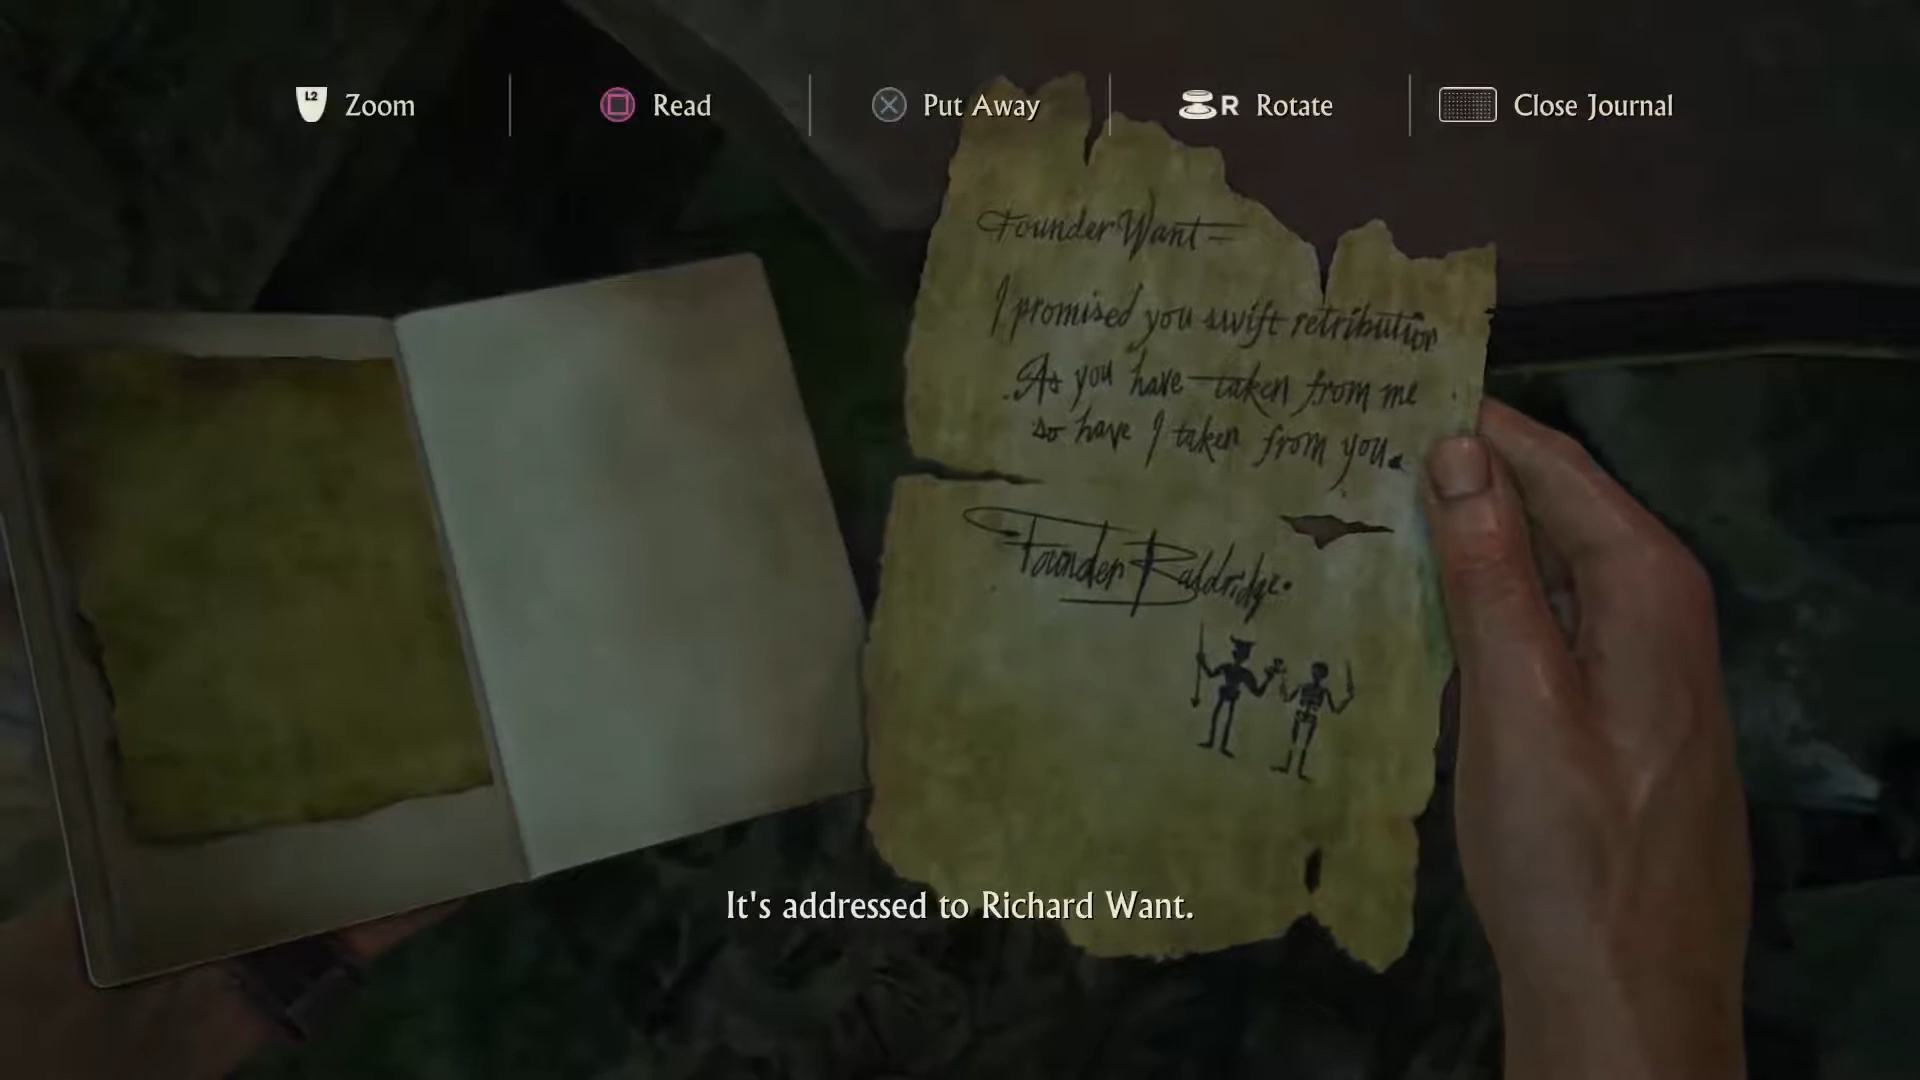 L2 Zoom
Read
Put Away
R Rotate
Close Journal
Founder Want –
I promised you swift retribution
As you have taken from me
so have I taken from you.
Founder Baldridge.
It's addressed to Richard Want.